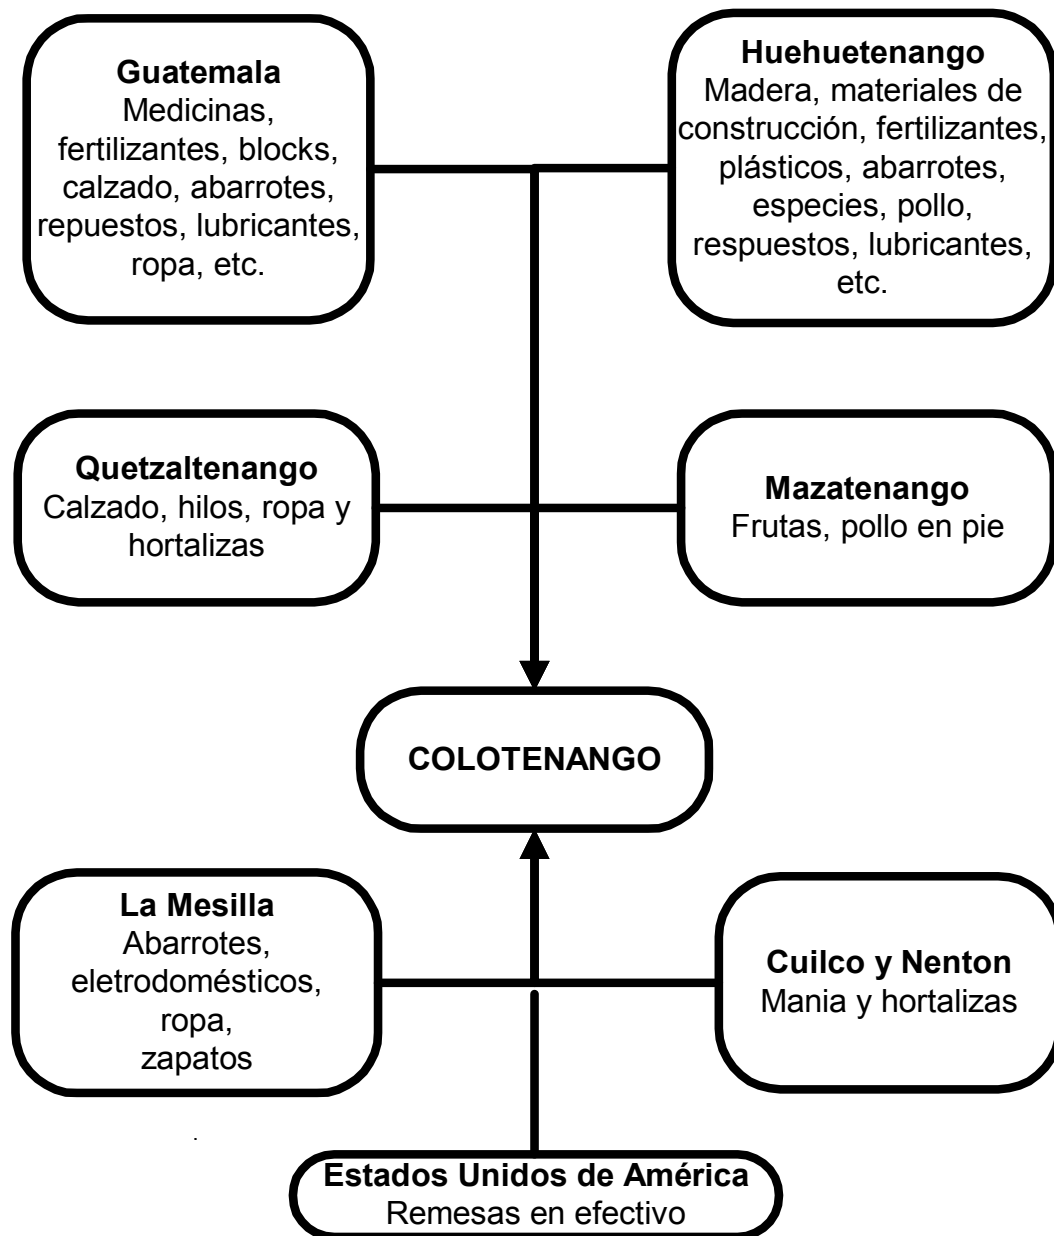 Guatemala
Medicinas,
fertilizantes, blocks,
calzado, abarrotes,
repuestos, lubricantes,
ropa, etc.
Huehuetenango
Madera, materiales de
construcción, fertilizantes,
plásticos, abarrotes,
especies, pollo,
respuestos, lubricantes,
etc.
Quetzaltenango
Calzado, hilos, ropa y
hortalizas
Mazatenango
Frutas, pollo en pie
COLOTENANGO
La Mesilla
Abarrotes,
eletrodomésticos,
ropa,
zapatos
Cuilco y Nenton
Mania y hortalizas
Estados Unidos de América
Remesas en efectivo